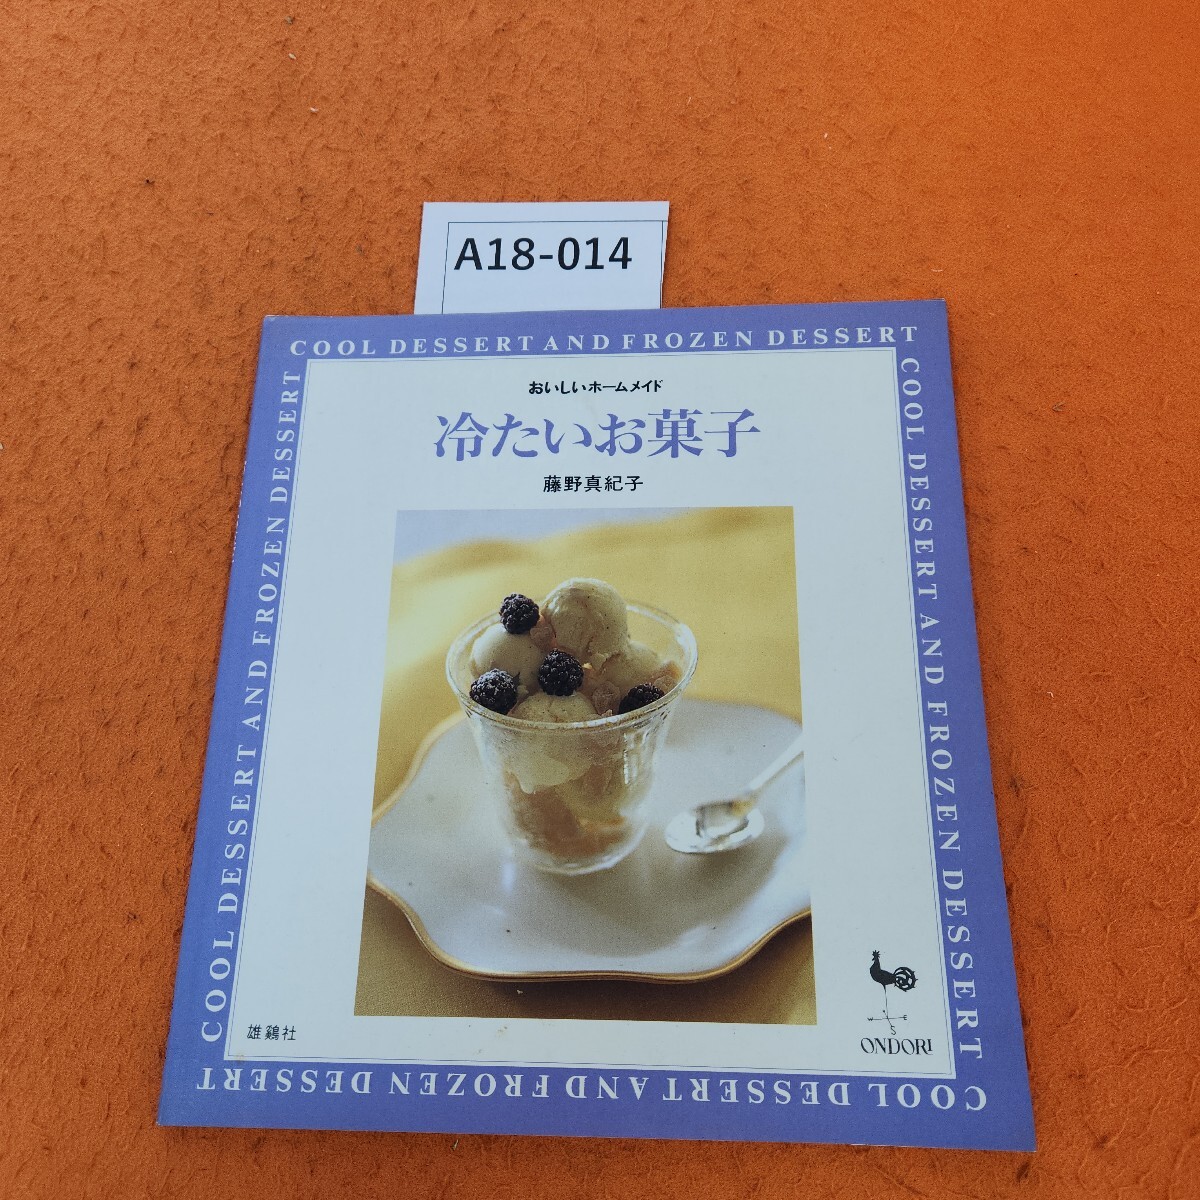 A18-014
COOL DESSERT AND FROZEN DESSERT
COOL DESSERT AND FROZEN DESSERT
COOL DESSERT AND FROZEN DESSERT
おいしいホームメイド
冷たいお菓子
藤野真紀子
雄鷄社
W E
S
ONDORI
COOL DESSERT AND FROZEN DESSERT